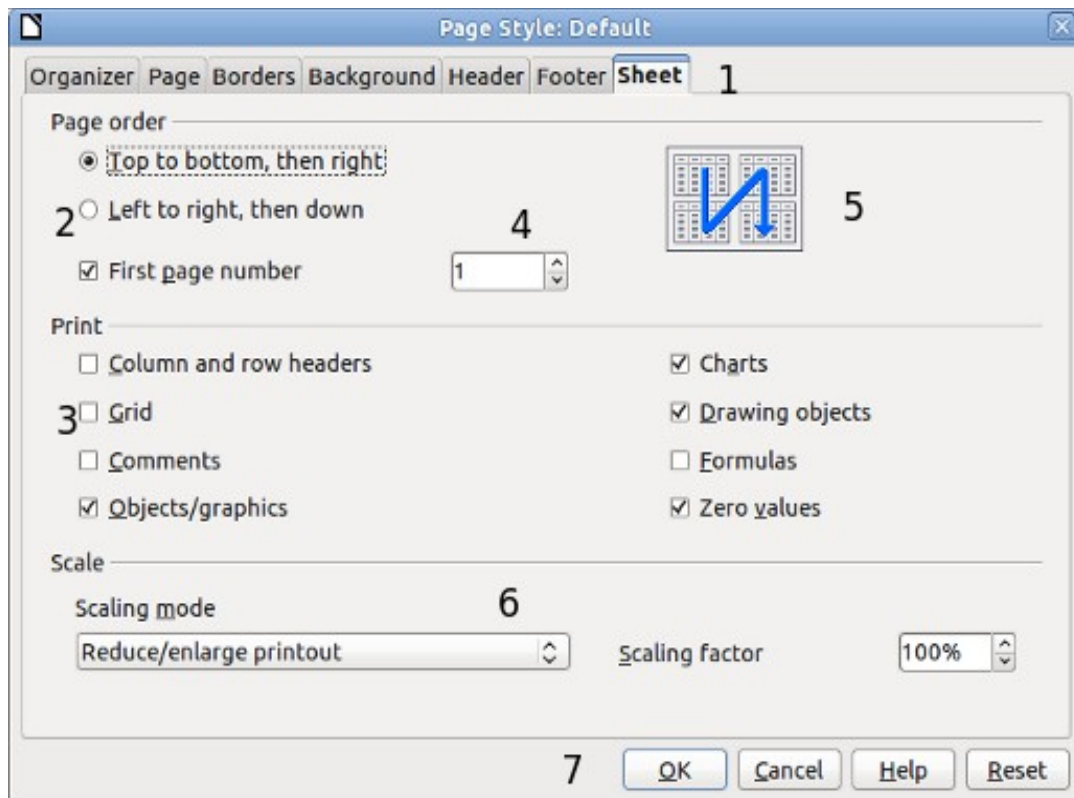 Page Style: Default
Organizer Page Borders Background Header Footer Sheet 1
Page order
Top to bottom, then right
2 Left to right, then down 4 5
First page number 1
Print
Column and row headers Charts
3 Grid Drawing objects
Comments Formulas
Objects/graphics Zero values
Scale
Scaling mode 6
Reduce/enlarge printout Scaling factor 100%
7 OK Cancel Help Reset